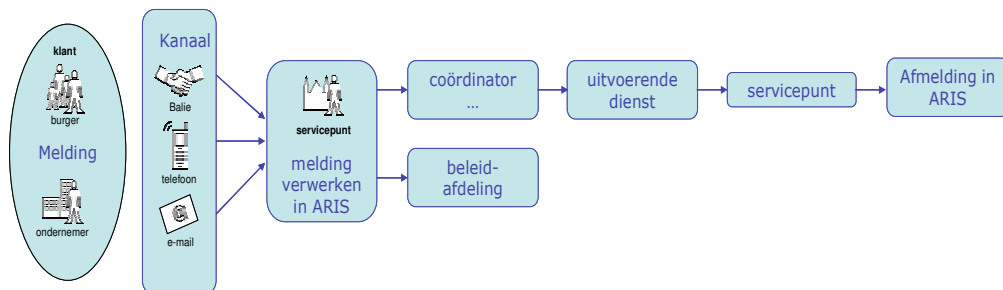 klant
burger
Melding
ondernemer
Kanaal
Balie
telefoon
@
e-mail
servicepunt
melding
verwerken
in ARIS
coördinator
...
beleid-
afdeling
uitvoerende
dienst
servicepunt
Afmelding in
ARIS